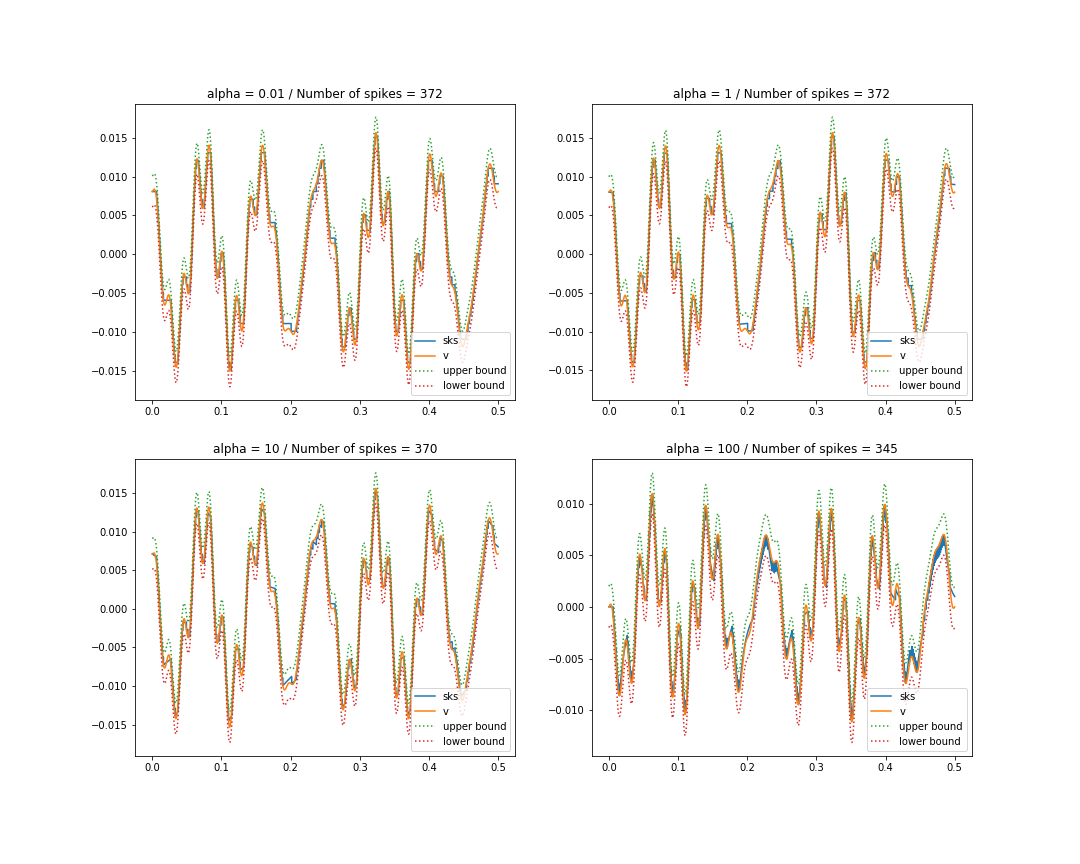 alpha = 0.01 / Number of spikes = 372
0.015
0.010
0.005
0.000
−0.005
−0.010
−0.015
0.0 0.1 0.2 0.3 0.4 0.5
sks
v
upper bound
lower bound
alpha = 1 / Number of spikes = 372
0.015
0.010
0.005
0.000
−0.005
−0.010
−0.015
0.0 0.1 0.2 0.3 0.4 0.5
sks
v
upper bound
lower bound
alpha = 10 / Number of spikes = 370
0.015
0.010
0.005
0.000
−0.005
−0.010
−0.015
0.0 0.1 0.2 0.3 0.4 0.5
sks
v
upper bound
lower bound
alpha = 100 / Number of spikes = 345
0.010
0.005
0.000
−0.005
−0.010
0.0 0.1 0.2 0.3 0.4 0.5
sks
v
upper bound
lower bound